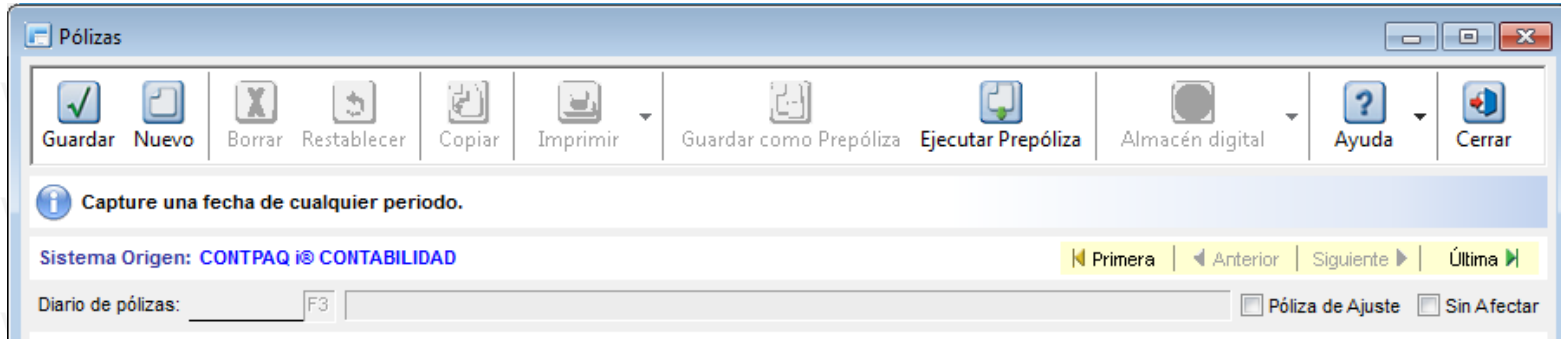 Pólizas
Guardar Nuevo Borrar Restablecer Copiar Imprimir Guardar como Prepóliza Ejecutar Prepóliza Almacén digital Ayuda Cerrar
Capture una fecha de cualquier periodo.
Sistema Origen: CONTPAQ i® CONTABILIDAD Primera Anterior Siguiente Última
Diario de pólizas: F3 Póliza de Ajuste Sin Afectar